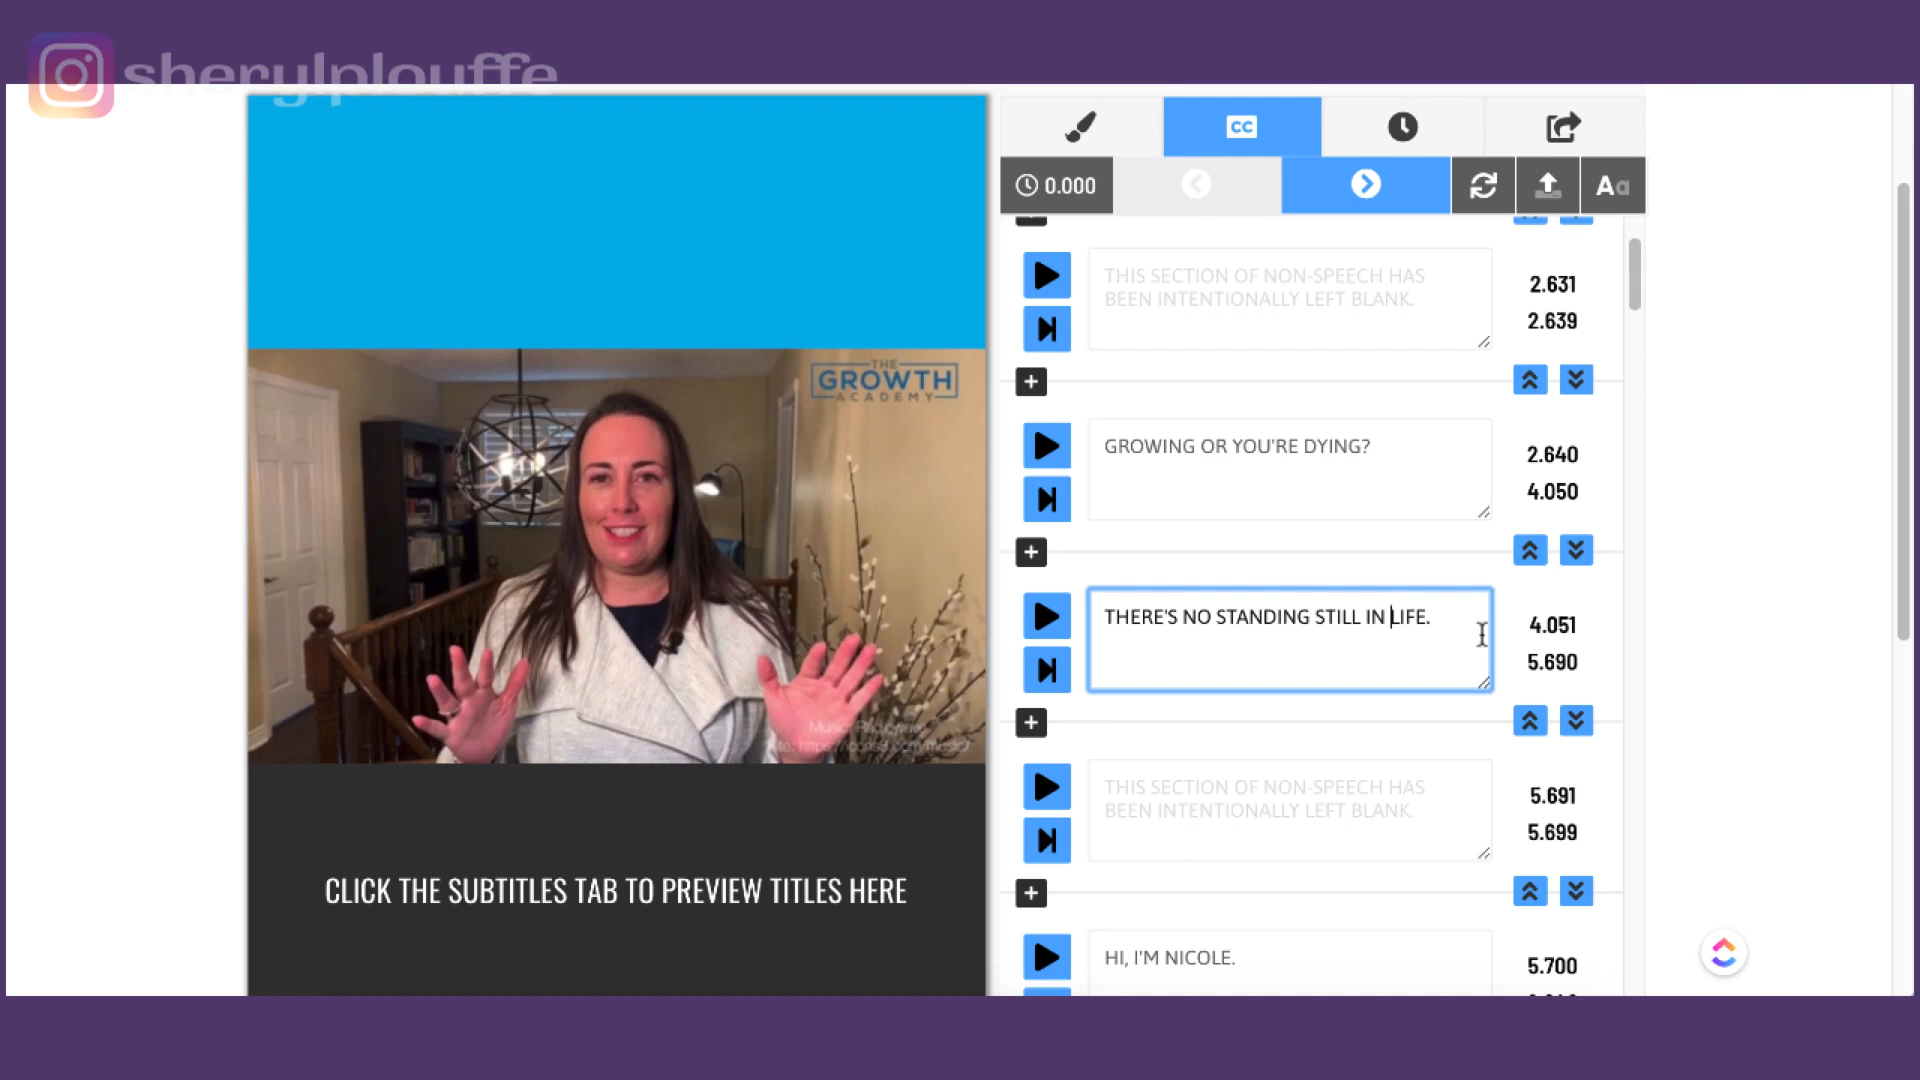 sherylplouffe
CC
0.000
Aa
THIS SECTION OF NON-SPEECH HAS
BEEN INTENTIONALLY LEFT BLANK.
2.631
2.639
THE
GROWTH
ACADEMY
GROWING OR YOU'RE DYING?
2.640
4.050
THERE'S NO STANDING STILL IN LIFE.
4.051
5.690
THIS SECTION OF NON-SPEECH HAS
BEEN INTENTIONALLY LEFT BLANK.
5.691
5.699
CLICK THE SUBTITLES TAB TO PREVIEW TITLES HERE
HI, I'M NICOLE.
5.700